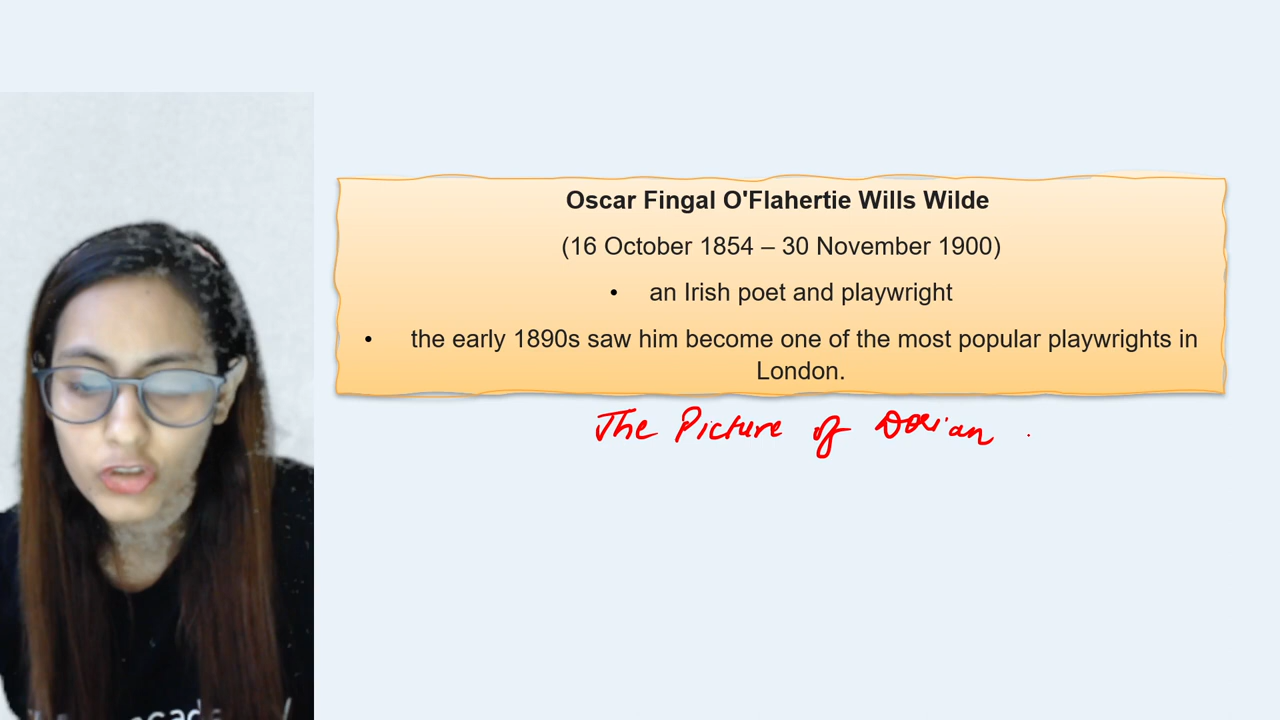 Oscar Fingal O'Flahertie Wills Wilde
(16 October 1854 – 30 November 1900)
• an Irish poet and playwright
• the early 1890s saw him become one of the most popular playwrights in
London.
The Picture of Dorian